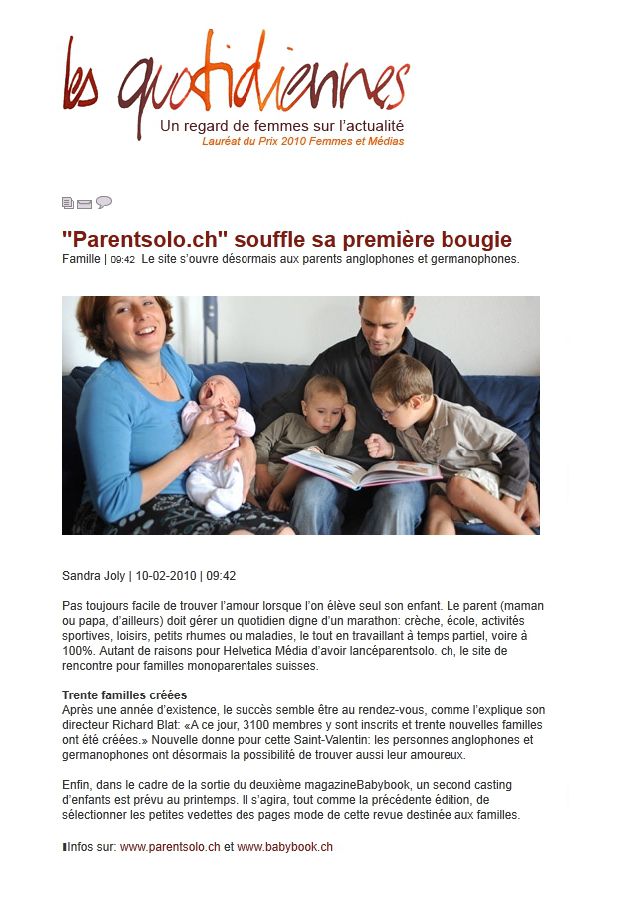 les quotidiennes
Un regard de femmes sur l'actualité
Lauréat du Prix 2010 Femmes et Médias
"Parentsolo.ch" souffle sa première bougie
Famille | 09:42 Le site s'ouvre désormais aux parents anglophones et germanophones.
Sandra Joly | 10-02-2010 | 09:42
Pas toujours facile de trouver l'amour lorsque l'on élève seul son enfant. Le parent (maman
ou papa, d'ailleurs) doit gérer un quotidien digne d'un marathon: crèche, école, activités
sportives, loisirs, petits rhumes ou maladies, le tout en travaillant à temps partiel, voire à
100%. Autant de raisons pour Helvetica Média d'avoir lancéparentsolo. ch, le site de
rencontre pour familles monoparentales suisses.
Trente familles créées
Après une année d'existence, le succès semble être au rendez-vous, comme l'explique son
directeur Richard Blat: «A ce jour, 3100 membres y sont inscrits et trente nouvelles familles
ont été créées.» Nouvelle donne pour cette Saint-Valentin: les personnes anglophones et
germanophones ont désormais la possibilité de trouver aussi leur amoureux.
Enfin, dans le cadre de la sortie du deuxième magazineBabybook, un second casting
d'enfants est prévu au printemps. Il s'agira, tout comme la précédente édition, de
sélectionner les petites vedettes des pages mode de cette revue destinée aux familles.
Infos sur: www.parentsolo.ch et www.babybook.ch